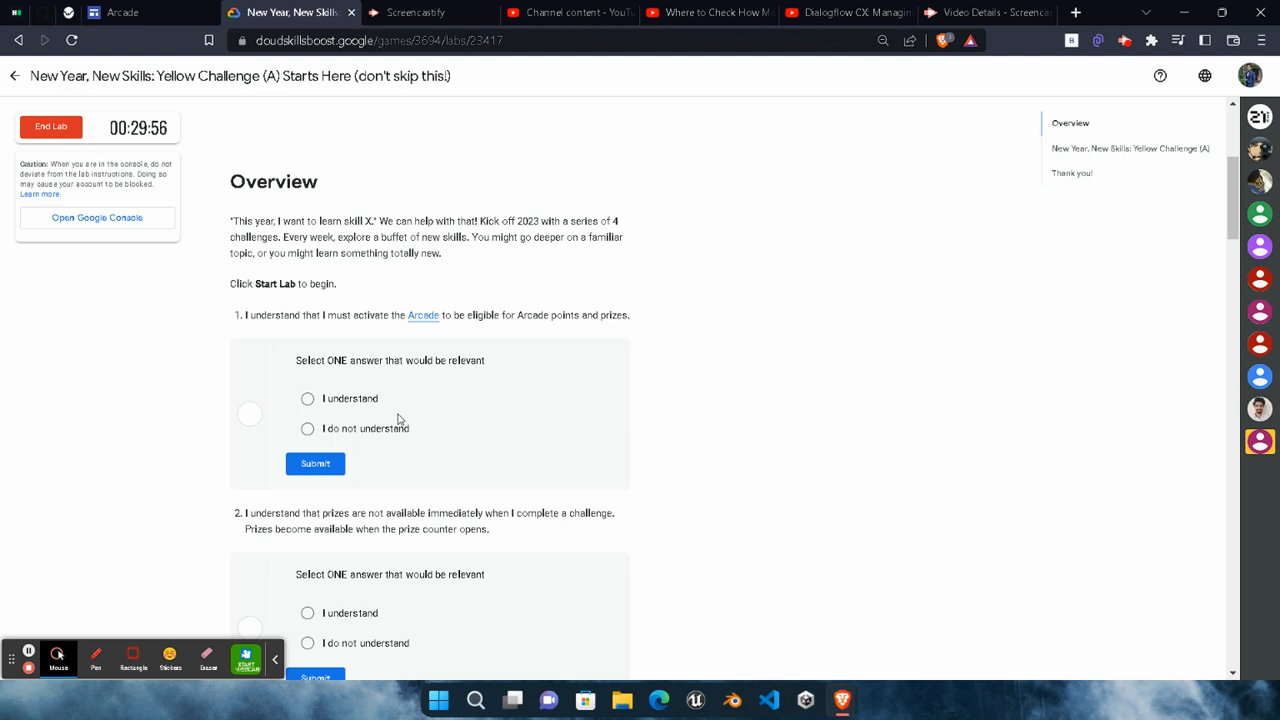 Arcade
New Year, New Skills:
Screencastify
Channel content - YouTu
Where to Check How Ma
Dialogflow CX: Managin
Video Details - Screencas
cloudskillsboost.google/games/3694/labs/23417
New Year, New Skills: Yellow Challenge (A) Starts Here (don't skip this!)
End Lab
00:29:56
Caution: When you are in the console, do not
deviate from the lab instructions. Doing so
may cause your account to be blocked.
Learn more.
Open Google Console
Overview
"This year, I want to learn skill X." We can help with that! Kick off 2023 with a series of 4
challenges. Every week, explore a buffet of new skills. You might go deeper on a familiar
topic, or you might learn something totally new.
Click Start Lab to begin.
1. I understand that I must activate the Arcade to be eligible for Arcade points and prizes.
Select ONE answer that would be relevant
I understand
I do not understand
Submit
2. I understand that prizes are not available immediately when I complete a challenge.
Prizes become available when the prize counter opens.
Select ONE answer that would be relevant
I understand
I do not understand
Submit
Overview
New Year, New Skills: Yellow Challenge (A)
Thank you!
21
Mouse
Pen
Rectangle
Stickers
Eraser
START
WEBCAM